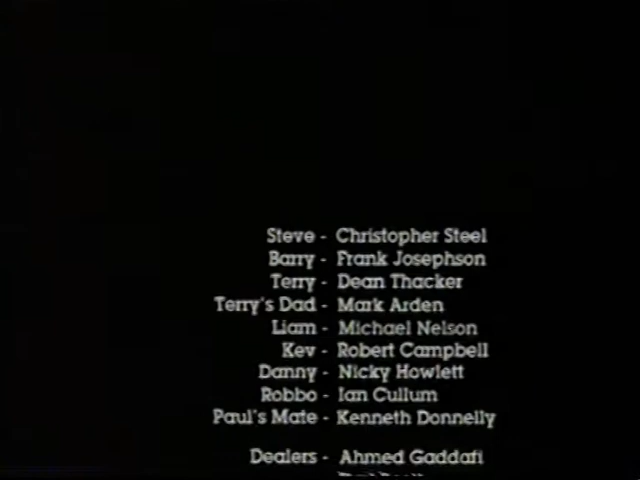 Steve - Christopher Steel
Barry - Frank Josephson
Terry - Dean Thacker
Terry's Dad - Mark Arden
Liam - Michael Nelson
Kev - Robert Campbell
Danny - Nicky Howlett
Robbo - Ian Cullum
Paul's Mate - Kenneth Donnelly
Dealers - Ahmed Gaddafi